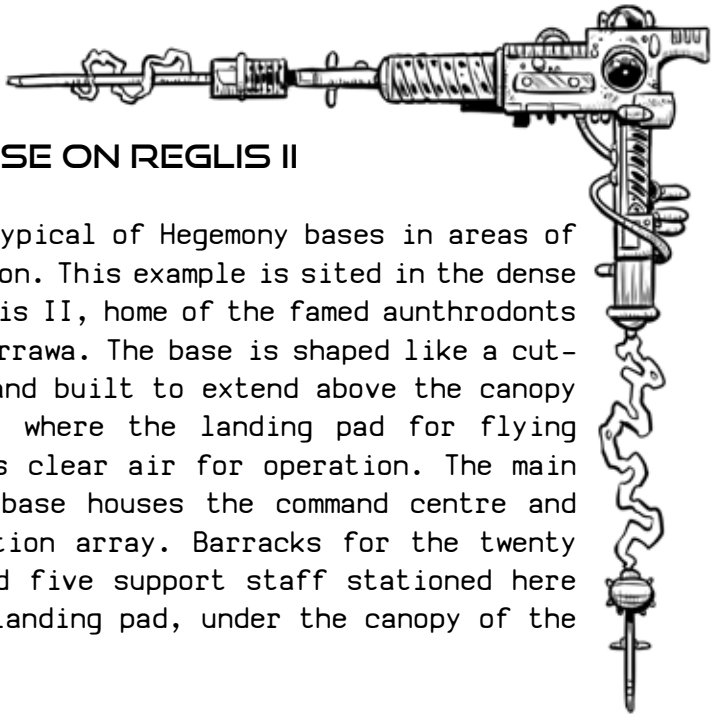 SE ON REGLIS II
ypical of Hegemony bases in areas of
on. This example is sited in the dense
is II, home of the famed aunthrodonts
rrawa. The base is shaped like a cut-
and built to extend above the canopy
where the landing pad for flying
s clear air for operation. The main
base houses the command centre and
tion array. Barracks for the twenty
d five support staff stationed here
landing pad, under the canopy of the